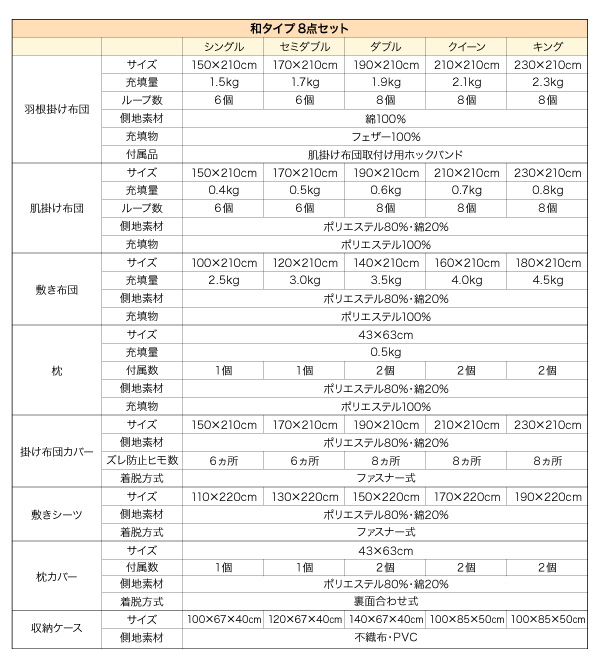 和タイプ 8点セット
シングル セミダブル ダブル クイーン キング
羽根掛け布団
サイズ 150×210cm 170×210cm 190×210cm 210×210cm 230×210cm
充填量 1.5kg 1.7kg 1.9kg 2.1kg 2.3kg
ループ数 6個 6個 8個 8個 8個
側地素材 綿100%
充填物 フェザー100%
付属品 肌掛け布団取付け用ホックバンド
肌掛け布団
サイズ 150×210cm 170×210cm 190×210cm 210×210cm 230×210cm
充填量 0.4kg 0.5kg 0.6kg 0.7kg 0.8kg
ループ数 6個 6個 8個 8個 8個
側地素材 ポリエステル80%・綿20%
充填物 ポリエステル100%
敷き布団
サイズ 100×210cm 120×210cm 140×210cm 160×210cm 180×210cm
充填量 2.5kg 3.0kg 3.5kg 4.0kg 4.5kg
側地素材 ポリエステル80%・綿20%
充填物 ポリエステル100%
枕
サイズ 43×63cm
充填量 0.5kg
付属数 1個 1個 2個 2個 2個
側地素材 ポリエステル80%・綿20%
充填物 ポリエステル100%
掛け布団カバー
サイズ 150×210cm 170×210cm 190×210cm 210×210cm 230×210cm
側地素材 ポリエステル80%・綿20%
ズレ防止ヒモ数 6ヵ所 6ヵ所 8ヵ所 8ヵ所 8ヵ所
着脱方式 ファスナー式
敷きシーツ
サイズ 110×220cm 130×220cm 150×220cm 170×220cm 190×220cm
側地素材 ポリエステル80%・綿20%
着脱方式 ファスナー式
枕カバー
サイズ 43×63cm
付属数 1個 1個 2個 2個 2個
側地素材 ポリエステル80%・綿20%
着脱方式 裏面合わせ式
収納ケース
サイズ 100×67×40cm 120×67×40cm 140×67×40cm 100×85×50cm 100×85×50cm
側地素材 不織布・PVC